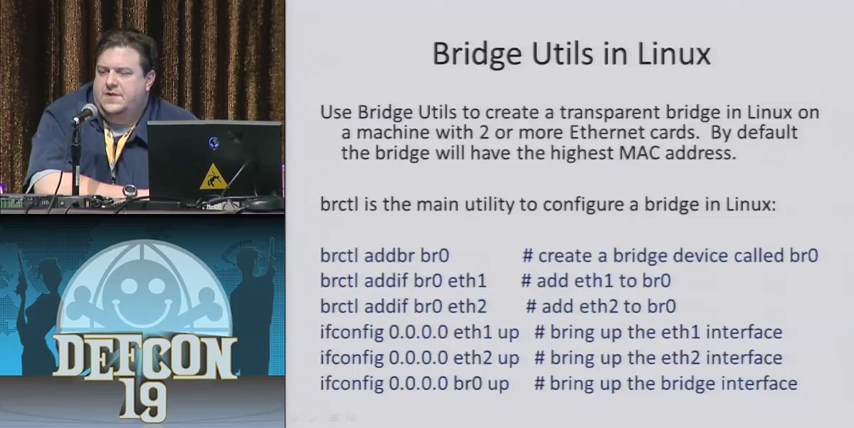 Bridge Utils in Linux
Use Bridge Utils to create a transparent bridge in Linux on
a machine with 2 or more Ethernet cards. By default
the bridge will have the highest MAC address.
brctl is the main utility to configure a bridge in Linux:
brctl addbr br0 # create a bridge device called br0
brctl addif br0 eth1 # add eth1 to br0
brctl addif br0 eth2 # add eth2 to br0
ifconfig 0.0.0.0 eth1 up # bring up the eth1 interface
ifconfig 0.0.0.0 eth2 up # bring up the eth2 interface
ifconfig 0.0.0.0 br0 up # bring up the bridge interface
DEFCON
19